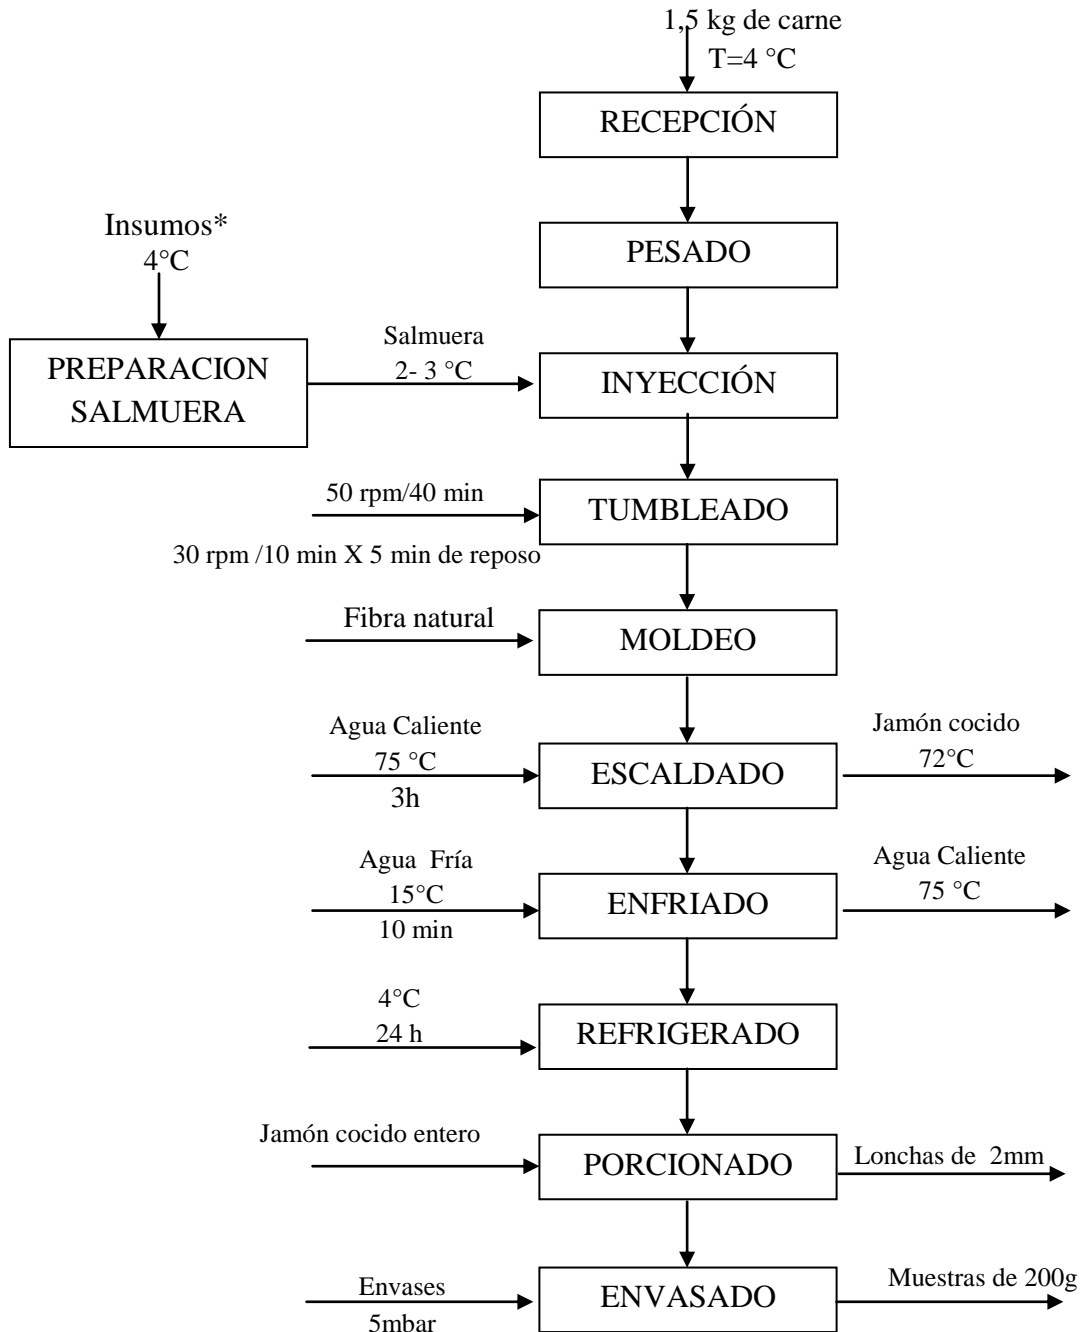 1,5 kg de carne
T=4 °C
RECEPCIÓN
PESADO
Insumos*
4°C
PREPARACION
SALMUERA
Salmuera
2- 3 °C
INYECCIÓN
50 rpm/40 min
TUMBLEADO
30 rpm /10 min X 5 min de reposo
Fibra natural
MOLDEO
Agua Caliente
75 °C
3h
ESCALDADO
Jamón cocido
72°C
Agua  Fría
15°C
10 min
ENFRIADO
Agua Caliente
75 °C
4°C
24 h
REFRIGERADO
Jamón cocido entero
PORCIONADO
Lonchas de  2mm
Envases
5mbar
ENVASADO
Muestras de 200g